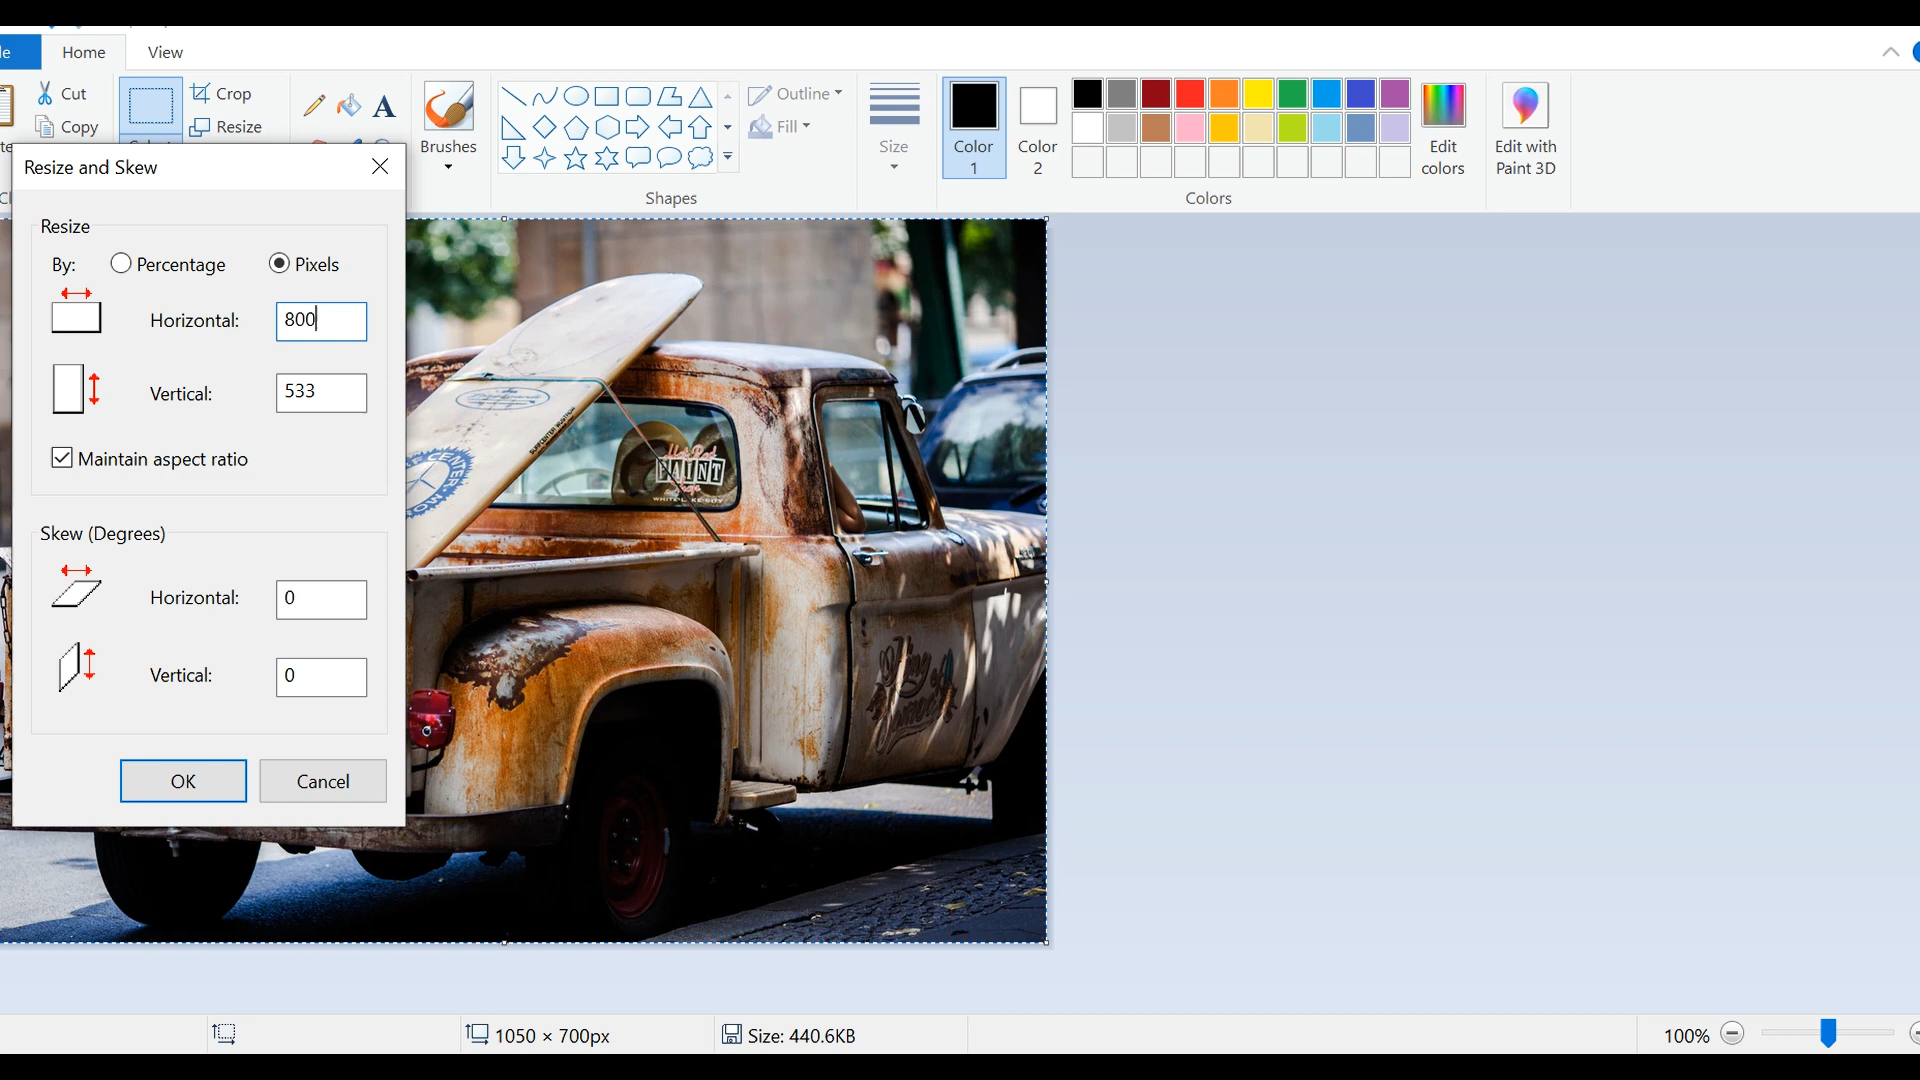 le
Home
View
Cut
Copy
Crop
Resize
Brushes
Outline
Fill
Size
Color
1
Color
2
Edit
colors
Edit with
Paint 3D
Shapes
Colors
Resize and Skew
Resize
By:
Percentage
Pixels
Horizontal:
800
Vertical:
533
Maintain aspect ratio
Skew (Degrees)
Horizontal:
0
Vertical:
0
OK
Cancel
PAINT
King of
1050 × 700px
Size: 440.6KB
100%